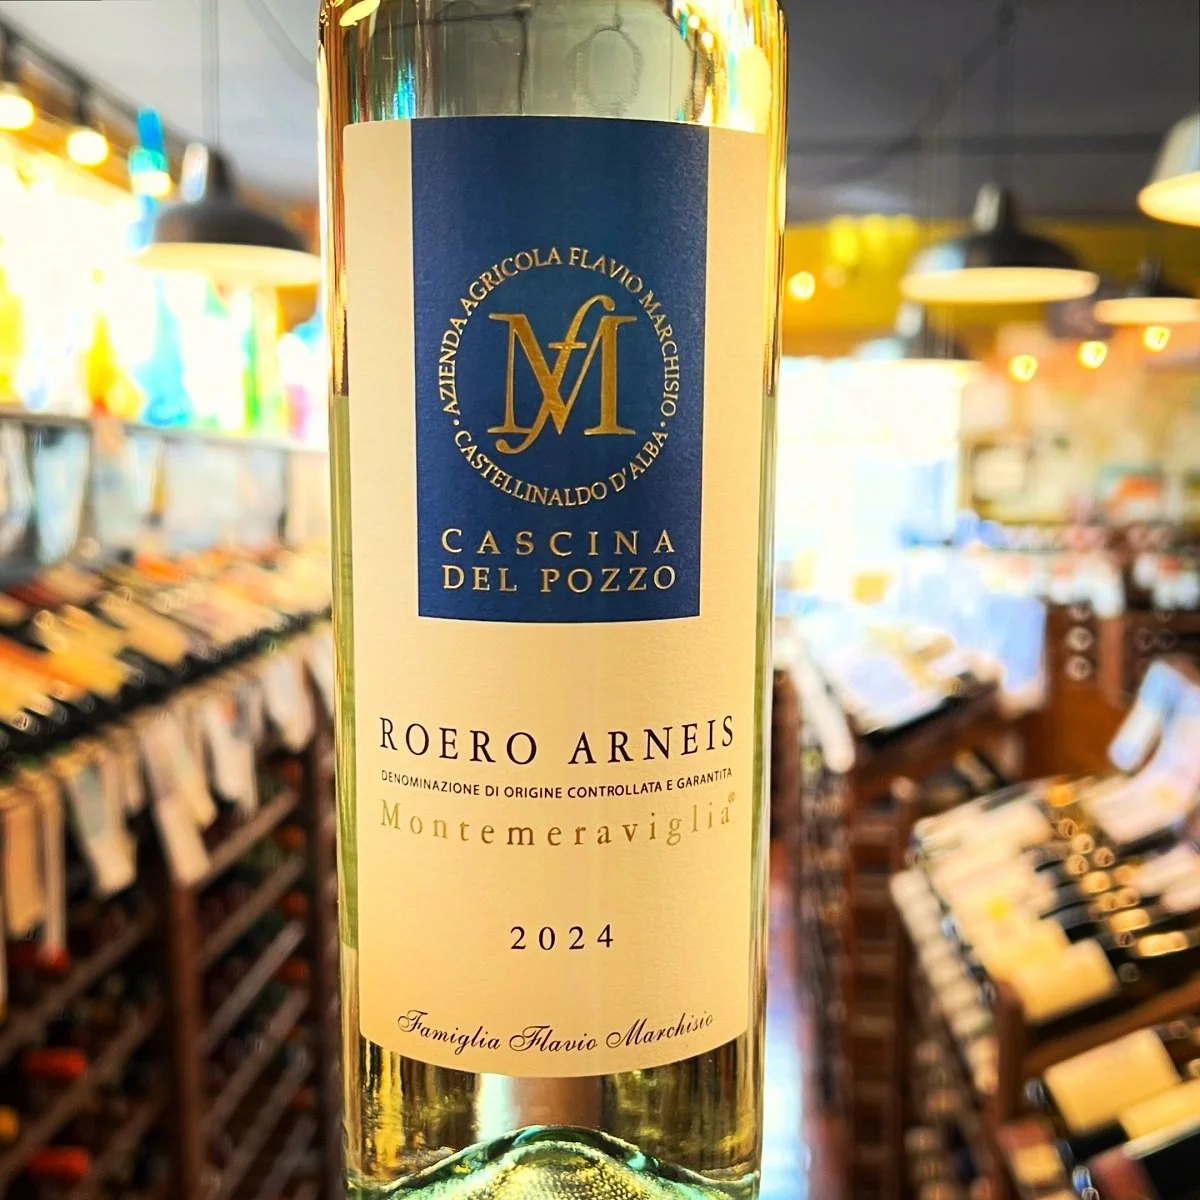 AZIENDA AGRICOLA FLAVIO MARCHISIO
• CASTELLINALDO D'ALBA •
fM
CASCINA
DEL POZZO
ROERO ARNEIS
DENOMINAZIONE DI ORIGINE CONTROLLATA E GARANTITA
Montemeraviglia®
2024
Famiglia Flavio Marchisio